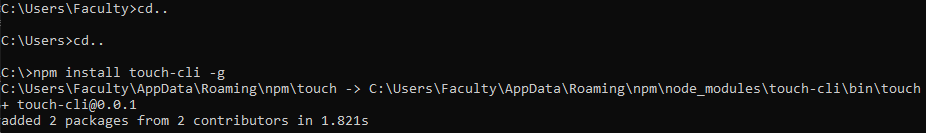 C:\Users\Faculty>cd..
C:\Users>cd..
C:\>npm install touch-cli -g
C:\Users\Faculty\AppData\Roaming\npm\touch -> C:\Users\Faculty\AppData\Roaming\npm\node_modules\touch-cli\bin\touch
+ touch-cli@0.0.1
added 2 packages from 2 contributors in 1.821s